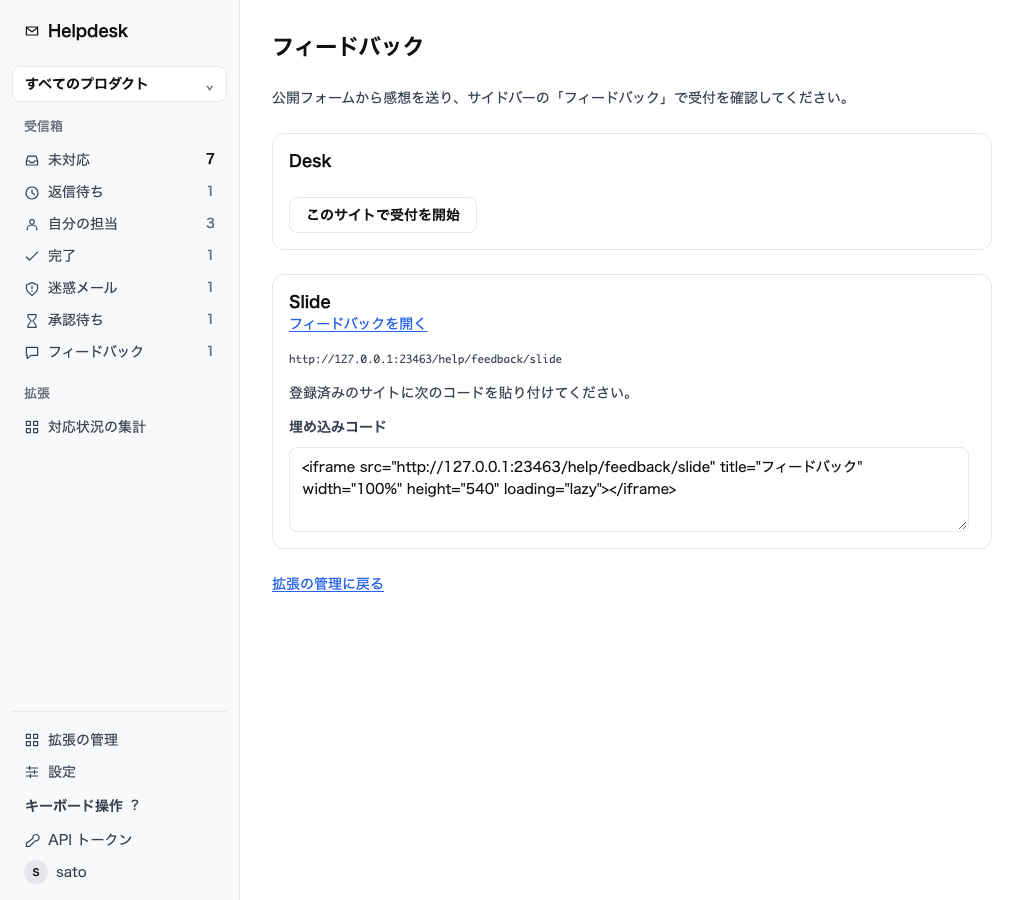 Helpdesk
すべてのプロダクト
受信箱
未対応 7
返信待ち 1
自分の担当 3
完了 1
迷惑メール 1
承認待ち 1
フィードバック 1
拡張
対応状況の集計
拡張の管理
設定
キーボード操作 ?
API トークン
S sato
フィードバック
公開フォームから感想を送り、サイドバーの「フィードバック」で受付を確認してください。
Desk
このサイトで受付を開始
Slide
フィードバックを開く
http://127.0.0.1:23463/help/feedback/slide
登録済みのサイトに次のコードを貼り付けてください。
埋め込みコード
<iframe src="http://127.0.0.1:23463/help/feedback/slide" title="フィードバック"
width="100%" height="540" loading="lazy"></iframe>
拡張の管理に戻る